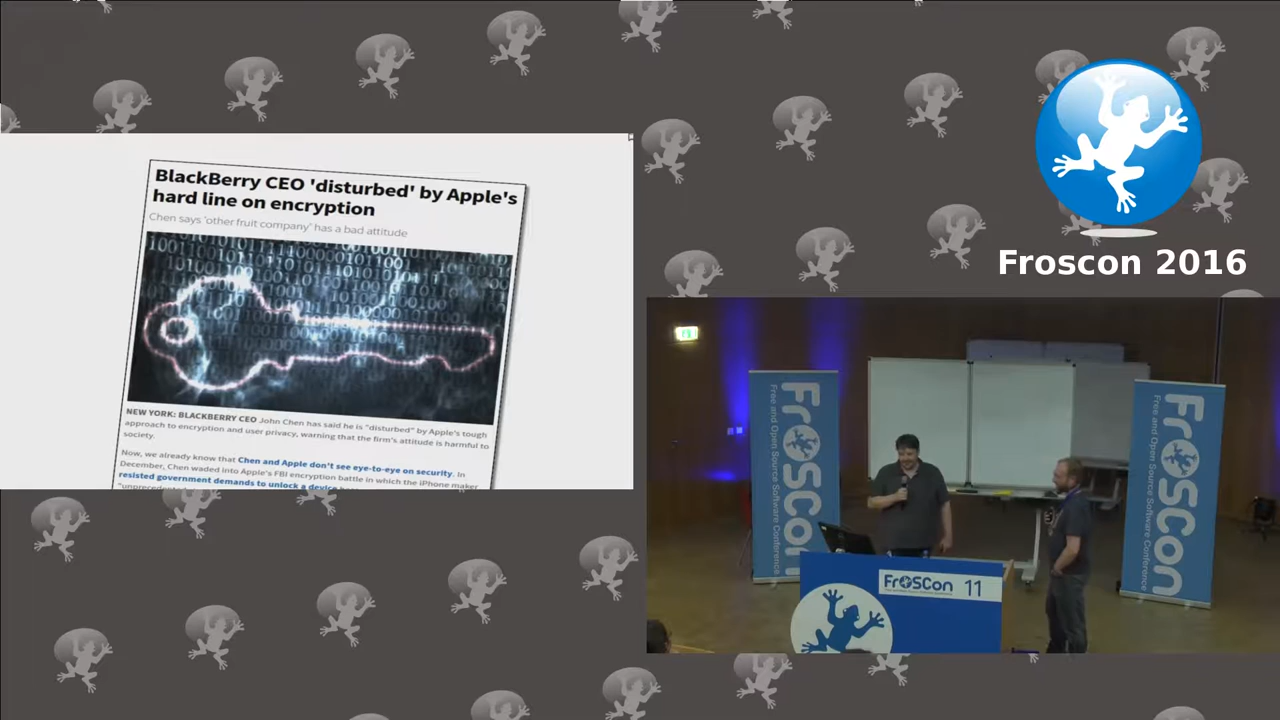 BlackBerry CEO 'disturbed' by Apple's
hard line on encryption
Chen says 'other fruit company' has a bad attitude
NEW YORK: BLACKBERRY CEO John Chen has said he is "disturbed" by Apple's tough
approach to encryption and user privacy, warning that the firm's attitude is harmful to
society.
Now, we already know that Chen and Apple don't see eye-to-eye on security. In
December, Chen waded into Apple's FBI encryption battle in which the iPhone maker
resisted government demands to unlock a device
Froscon 2016
FrOSCon
Free and Open Source Software Conference
FrOSCon 11
FrOSCon
Free and Open Source Software Conference